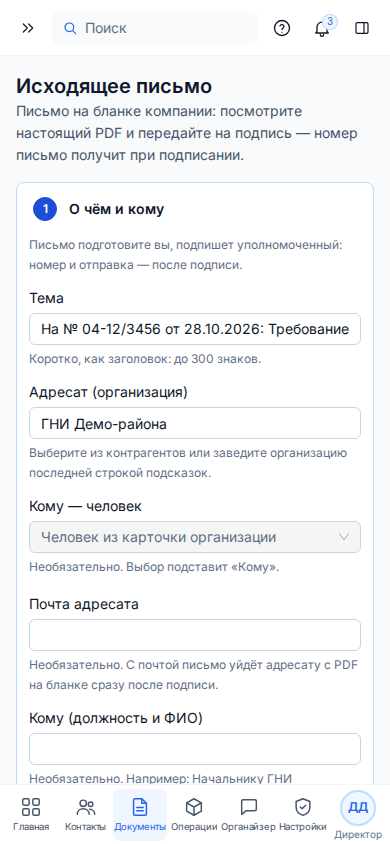 Поиск
3
Исходящее письмо
Письмо на бланке компании: посмотрите
настоящий PDF и передайте на подпись — номер
письмо получит при подписании.
1 О чём и кому
Письмо подготовите вы, подпишет уполномоченный:
номер и отправка — после подписи.
Тема
На № 04-12/3456 от 28.10.2026: Требование
Коротко, как заголовок: до 300 знаков.
Адресат (организация)
ГНИ Демо-района
Выберите из контрагентов или заведите организацию
последней строкой подсказок.
Кому — человек
Человек из карточки организации
Необязательно. Выбор подставит «Кому».
Почта адресата
Необязательно. С почтой письмо уйдёт адресату с PDF
на бланке сразу после подписи.
Кому (должность и ФИО)
Необязательно. Например: Начальнику ГНИ
Главная Контакты Документы Операции Органайзер Настройки
ДД
Директор